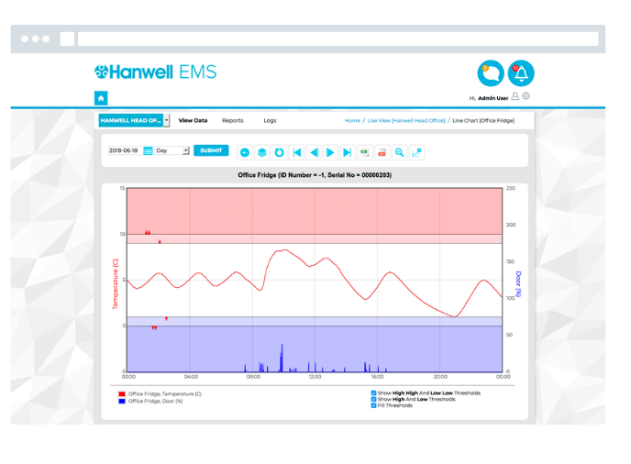 Hanwell EMS
Hi, Admin User
HANWELL HEAD OF... View Data Reports Logs Home / Live View [Hanwell Head Office] / Line Chart [Office Fridge]
2018-06-18 Day SUBMIT
Office Fridge (ID Number = -1, Serial No = 00000293)
15 250
200
10
150
Temperature [C] 5 Door [%]
100
0
50
-5 0
00:00 04:00 08:00 12:00 16:00 20:00 00:00
Office Fridge, Temperature [C] Show High High And Low Low Thresholds
Office Fridge, Door [%] Show High And Low Thresholds
Fill Thresholds